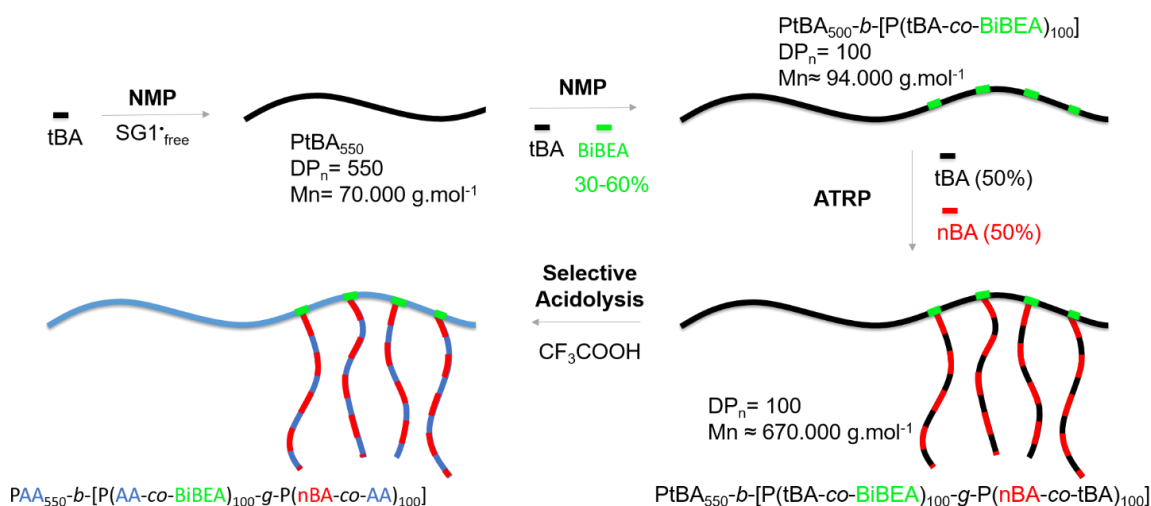 NMP
tBA
SG1•free
PtBA550
DPn= 550
Mn= 70.000 g.mol-1
NMP
tBA BiBEA
30-60%
PtBA500-b-[P(tBA-co-BiBEA)100]
DPn= 100
Mn≈ 94.000 g.mol-1
ATRP
tBA (50%)
nBA (50%)
DPn= 100
Mn ≈ 670.000 g.mol-1
PtBA550-b-[P(tBA-co-BiBEA)100-g-P(nBA-co-tBA)100]
Selective
Acidolysis
CF3COOH
PAA550-b-[P(AA-co-BiBEA)100-g-P(nBA-co-AA)100]